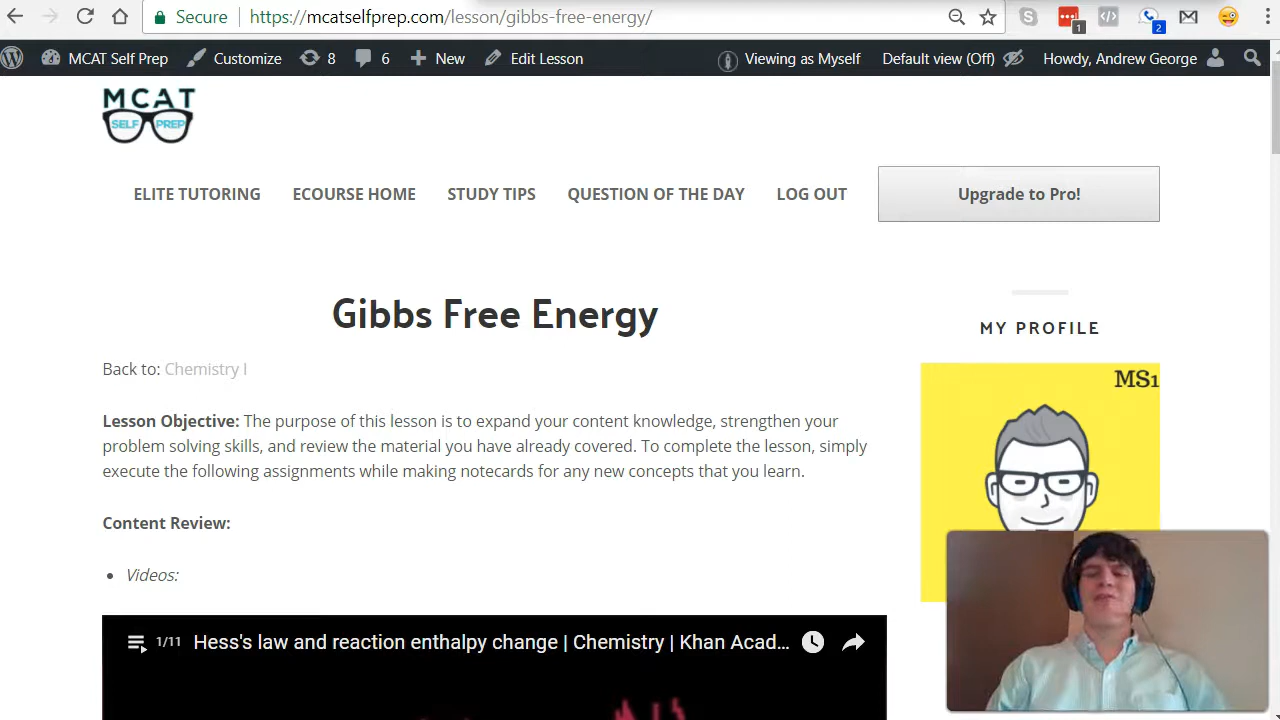 Secure https://mcatselfprep.com/lesson/gibbs-free-energy/
1
2
MCAT Self Prep Customize 8 6 New Edit Lesson Viewing as Myself Default view (Off) Howdy, Andrew George
MCAT
SELF PREP
ELITE TUTORING ECOURSE HOME STUDY TIPS QUESTION OF THE DAY LOG OUT Upgrade to Pro!
Gibbs Free Energy
MY PROFILE
Back to: Chemistry I
MS1
Lesson Objective: The purpose of this lesson is to expand your content knowledge, strengthen your
problem solving skills, and review the material you have already covered. To complete the lesson, simply
execute the following assignments while making notecards for any new concepts that you learn.
Content Review:
• Videos:
1/11 Hess's law and reaction enthalpy change | Chemistry | Khan Acad...